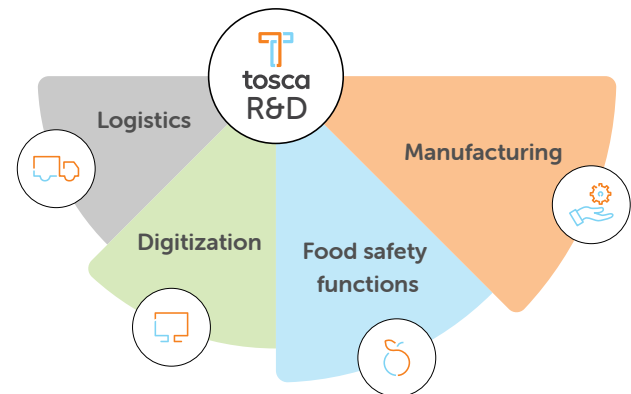 tosca
R&D
Logistics
Manufacturing
Digitization
Food safety
functions